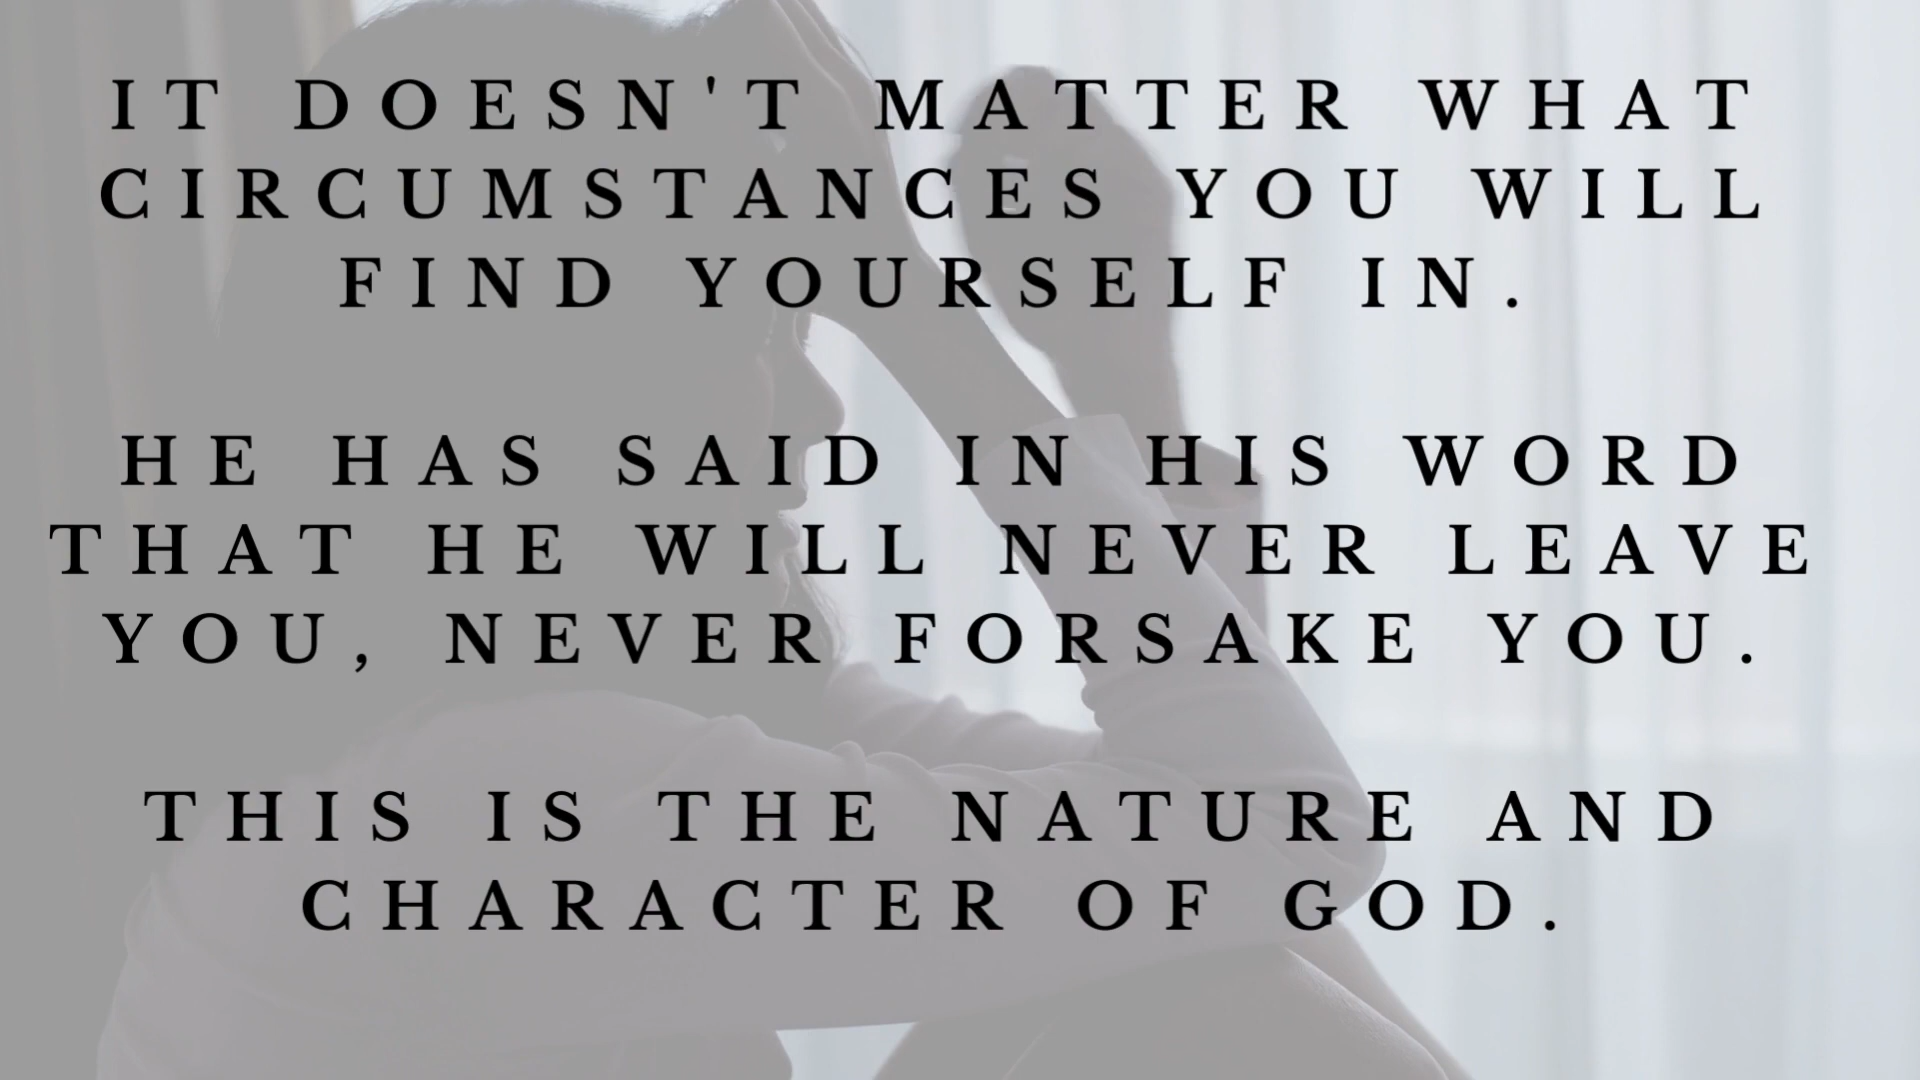 IT DOESN'T MATTER WHAT
CIRCUMSTANCES YOU WILL
FIND YOURSELF IN.
HE HAS SAID IN HIS WORD
THAT HE WILL NEVER LEAVE
YOU, NEVER FORSAKE YOU.
THIS IS THE NATURE AND
CHARACTER OF GOD.